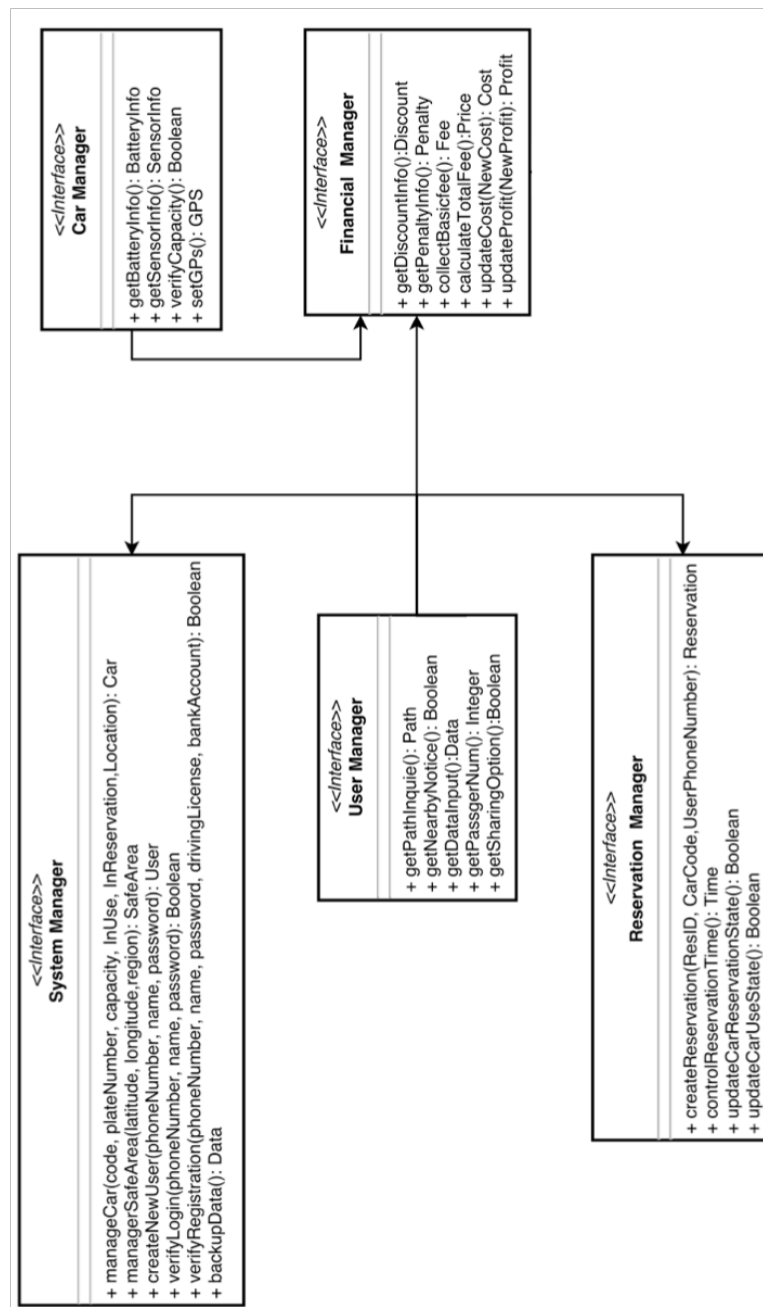 <<Interface>>
System Manager
+ manageCar(code, plateNumber, capacity, InUse, InReservation,Location): Car
+ managerSafeArea(latitude, longitude,region): SafeArea
+ createNewUser(phoneNumber, name, password): User
+ verifyLogin(phoneNumber, name, password): Boolean
+ verifyRegistration(phoneNumber, name, password, drivingLicense, bankAccount): Boolean
+ backupData(): Data
<<Interface>>
Car Manager
+ getBatteryInfo(): BatteryInfo
+ getSensorInfo(): SensorInfo
+ verifyCapacity(): Boolean
+ setGPs(): GPS
<<Interface>>
User Manager
+ getPathInquie(): Path
+ getNearbyNotice(): Boolean
+ getDataInput():Data
+ getPassgerNum(): Integer
+ getSharingOption():Boolean
<<Interface>>
Financial Manager
+ getDiscountInfo():Discount
+ getPenaltyInfo(): Penalty
+ collectBasicfee(): Fee
+ calculateTotalFee():Price
+ updateCost(NewCost): Cost
+ updateProfit(NewProfit): Profit
<<Interface>>
Reservation Manager
+ createReservation(ResID, CarCode,UserPhoneNumber): Reservation
+ controlReservationTime(): Time
+ updateCarReservationState(): Boolean
+ updateCarUseState(): Boolean